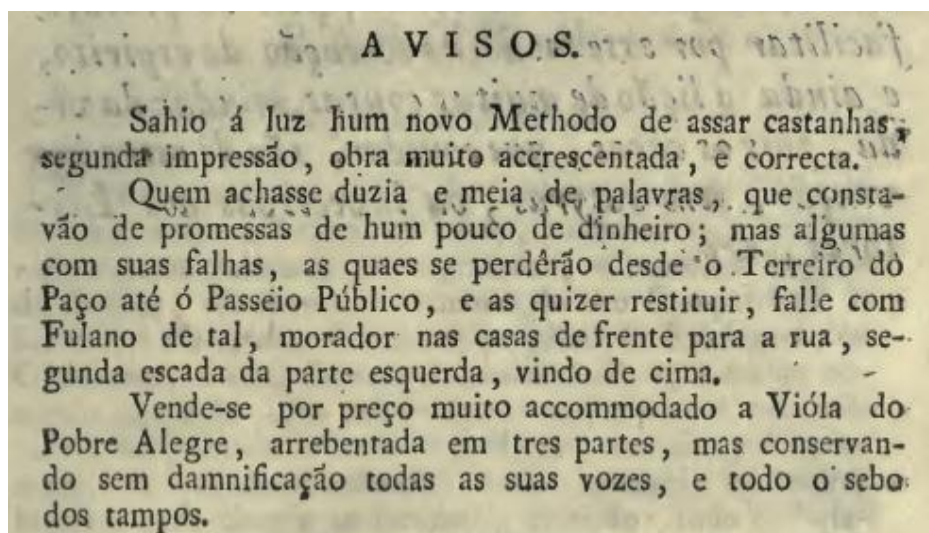 AVISOS.
Sahio á luz hum novo Methodo de assar castanhas,
segunda impressão, obra muito accrescentada, e correcta.
Quem achasse duzia e meia de palavras, que consta-
vão de promessas de hum pouco de dinheiro; mas algumas
com suas falhas, as quaes se perdêrão desde o Terreiro do
Paço até ó Passeio Público, e as quizer restituir, falle com
Fulano de tal, morador nas casas de frente para a rua, se-
gunda escada da parte esquerda, vindo de cima.
Vende-se por preço muito accommodado a Vióla do
Pobre Alegre, arrebentada em tres partes, mas conservan-
do sem damnificação todas as suas vozes, e todo o sebo
dos tampos.